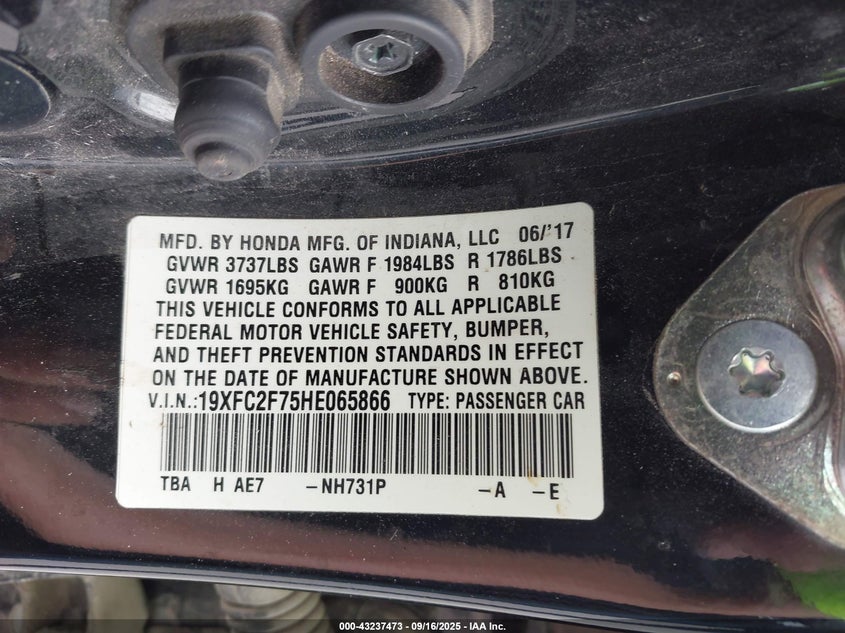 MFD. BY HONDA MFG. OF INDIANA, LLC 06/'17
GVWR 3737LBS GAWR F 1984LBS R 1786LBS
GVWR 1695KG GAWR F 900KG R 810KG
THIS VEHICLE CONFORMS TO ALL APPLICABLE
FEDERAL MOTOR VEHICLE SAFETY, BUMPER,
AND THEFT PREVENTION STANDARDS IN EFFECT
ON THE DATE OF MANUFACTURE SHOWN ABOVE.
V.I.N.:19XFC2F75HE065866 TYPE: PASSENGER CAR
TBA H AE7 -NH731P -A -E
000-43237473 - 09/16/2025 - IAA Inc.